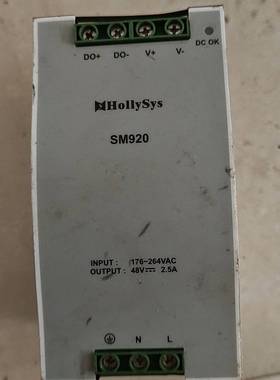 DO+ DO- V+ V- DC OK
HollySys
SM920
INPUT : 176~264VAC
OUTPUT : 48V⎓ 2.5A
⏚ N L